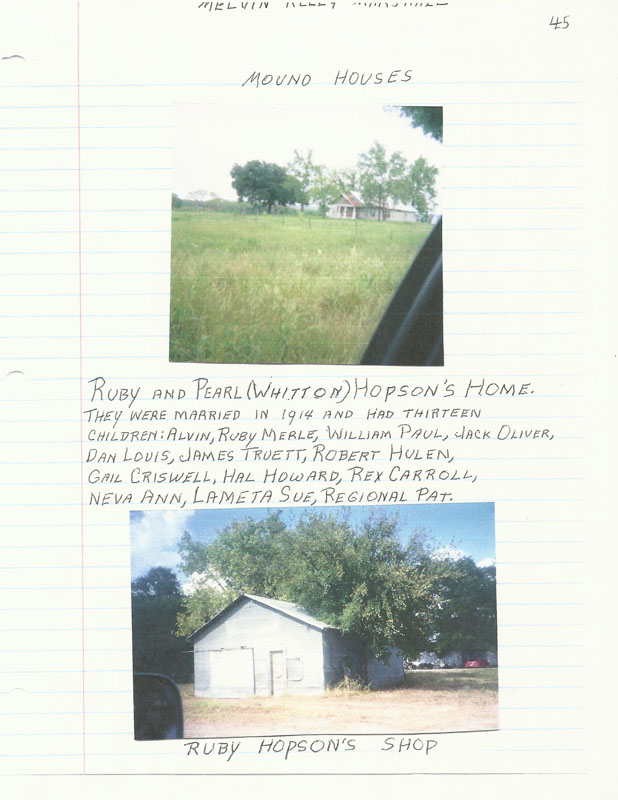 MELVIN KELLY MARSHALL
45
MOUND HOUSES
RUBY AND PEARL (WHITTON) HOPSON'S HOME.
THEY WERE MARRIED IN 1914 AND HAD THIRTEEN
CHILDREN: ALVIN, RUBY MERLE, WILLIAM PAUL, JACK OLIVER,
DAN LOUIS, JAMES TRUETT, ROBERT HULEN,
GAIL CRISWELL, HAL HOWARD, REX CARROLL,
NEVA ANN, LAMETA SUE, REGIONAL PAT.
RUBY HOPSON'S SHOP